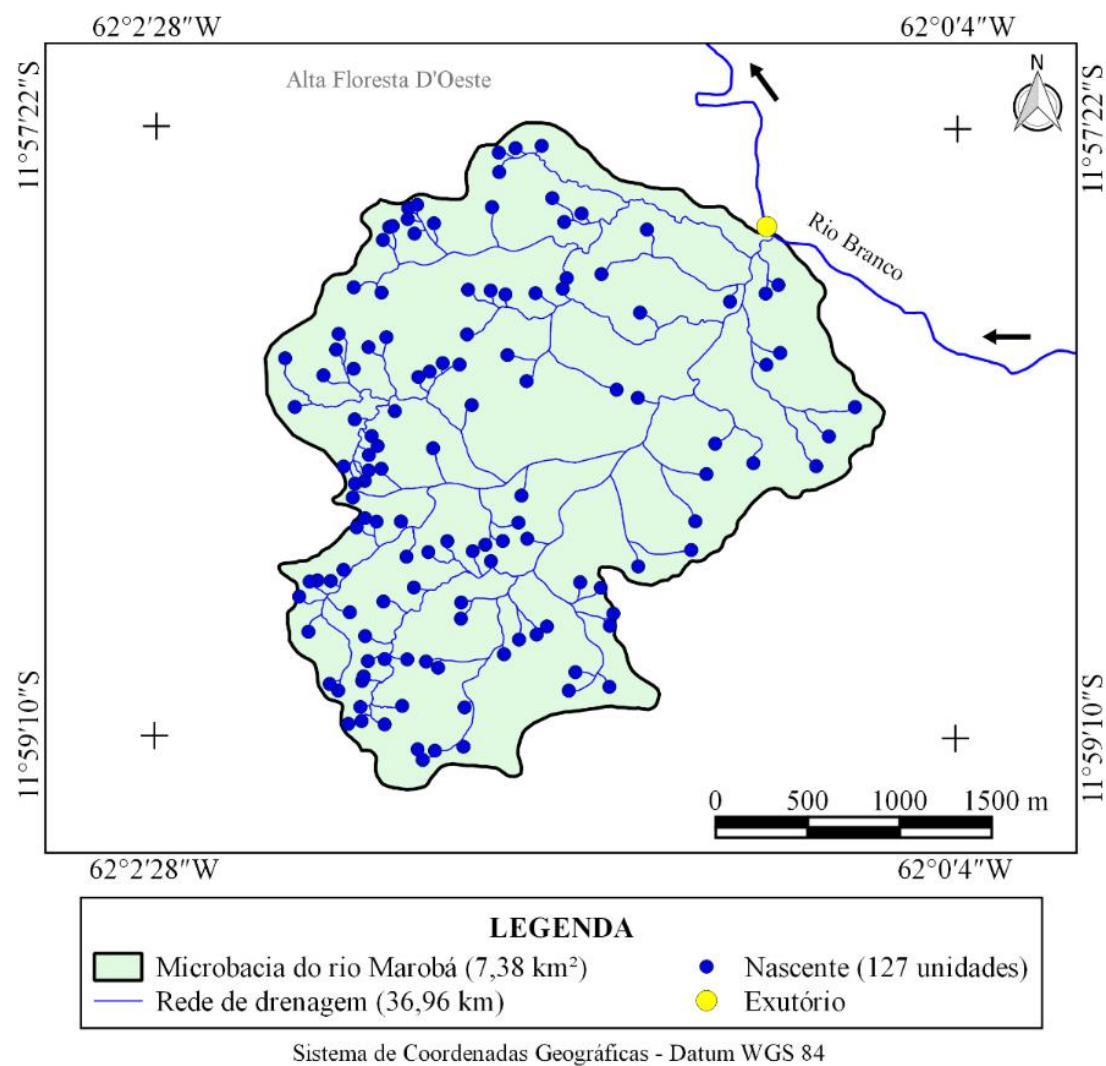 62°2'28"W 62°0'4"W
Alta Floresta D'Oeste
N
11°57'22"S 11°57'22"S
Rio Branco
11°59'10"S 11°59'10"S
0 500 1000 1500 m
62°2'28"W 62°0'4"W
LEGENDA
Microbacia do rio Marobá (7,38 km²) Nascente (127 unidades)
Rede de drenagem (36,96 km) Exutório
Sistema de Coordenadas Geográficas - Datum WGS 84